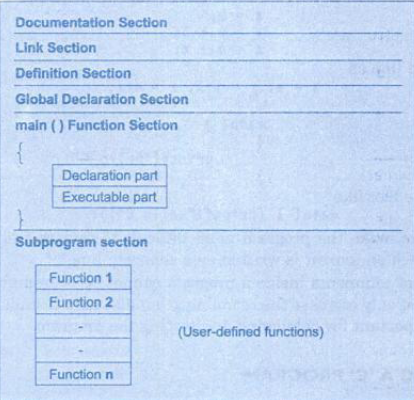 Documentation Section
Link Section
Definition Section
Global Declaration Section
main ( ) Function Section
{
Declaration part
Executable part
}
Subprogram section
Function 1
Function 2
-
-
Function n
(User-defined functions)